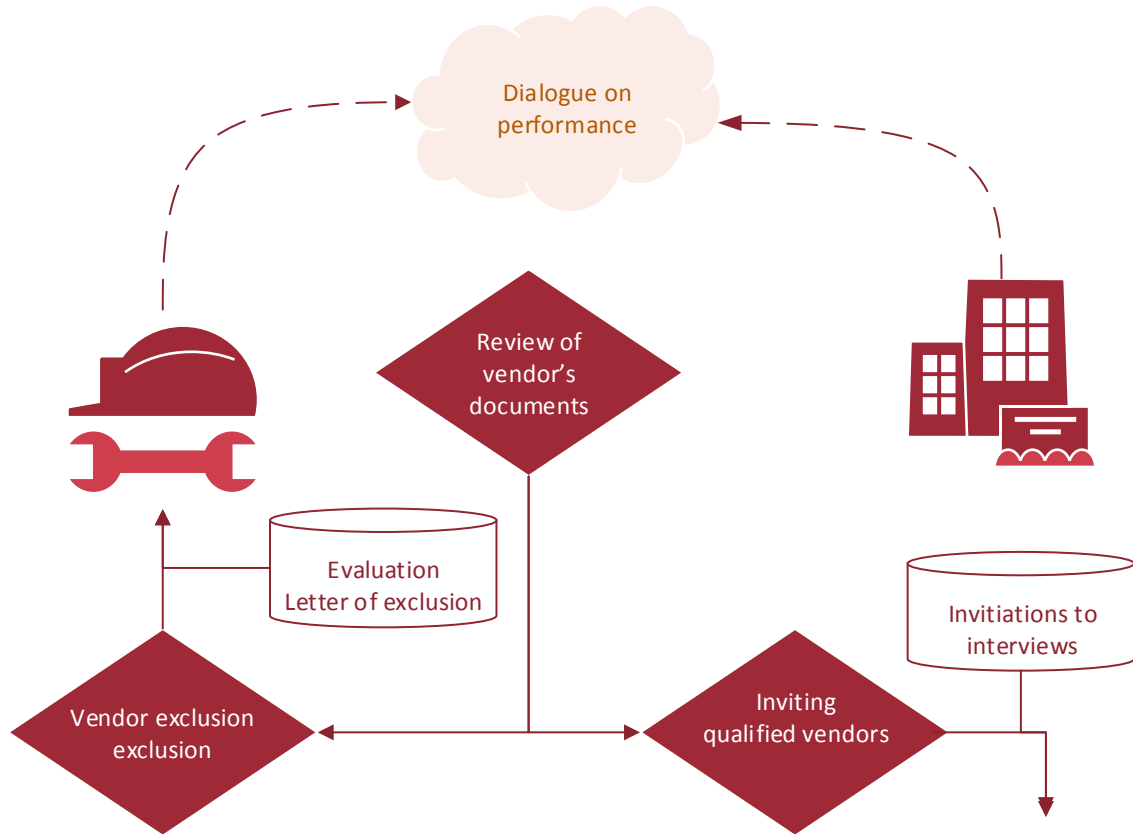 Dialogue on
performance
Review of
vendor’s
documents
Evaluation
Letter of exclusion
Invitiations to
interviews
Vendor exclusion
exclusion
Inviting
qualified vendors